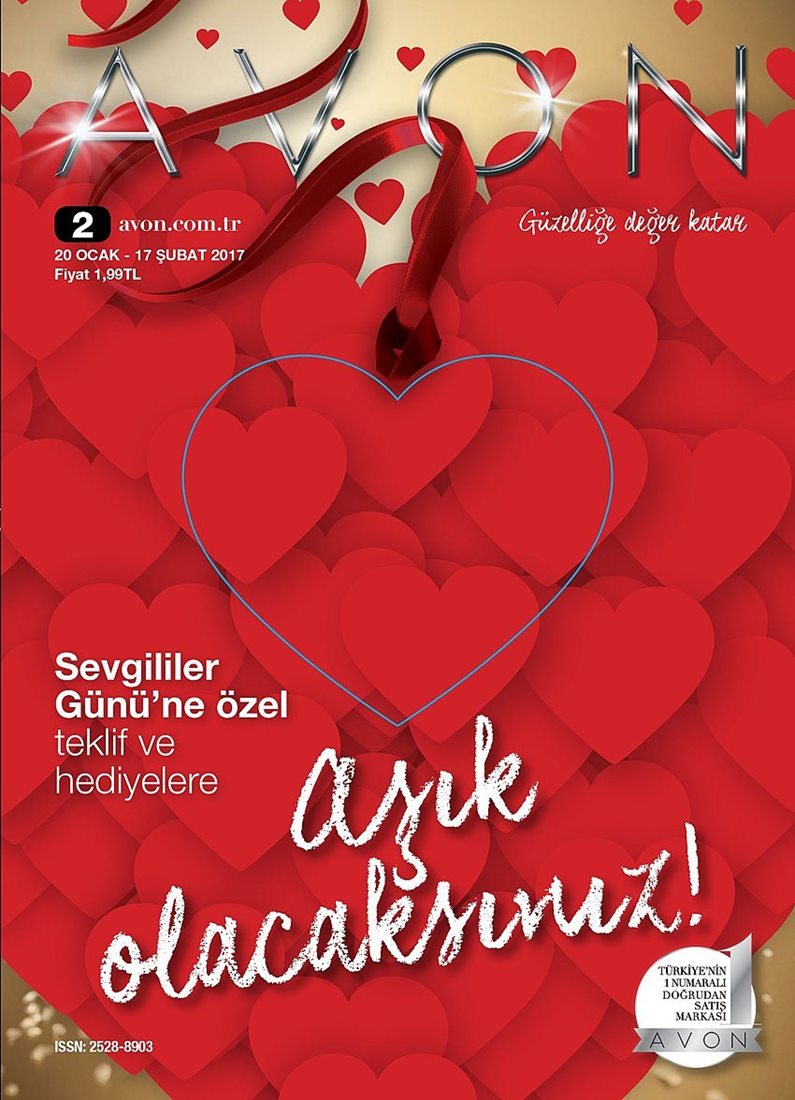 AVON
2 avon.com.tr
20 OCAK - 17 ŞUBAT 2017
Fiyat 1,99TL
Güzelliğe değer katar
Sevgililer
Günü'ne özel
teklif ve
hediyelere
aşık
olacaksınız!
TÜRKİYE'NİN
1 NUMARALI
DOĞRUDAN
SATIŞ
MARKASI
1
AVON
ISSN: 2528-8903